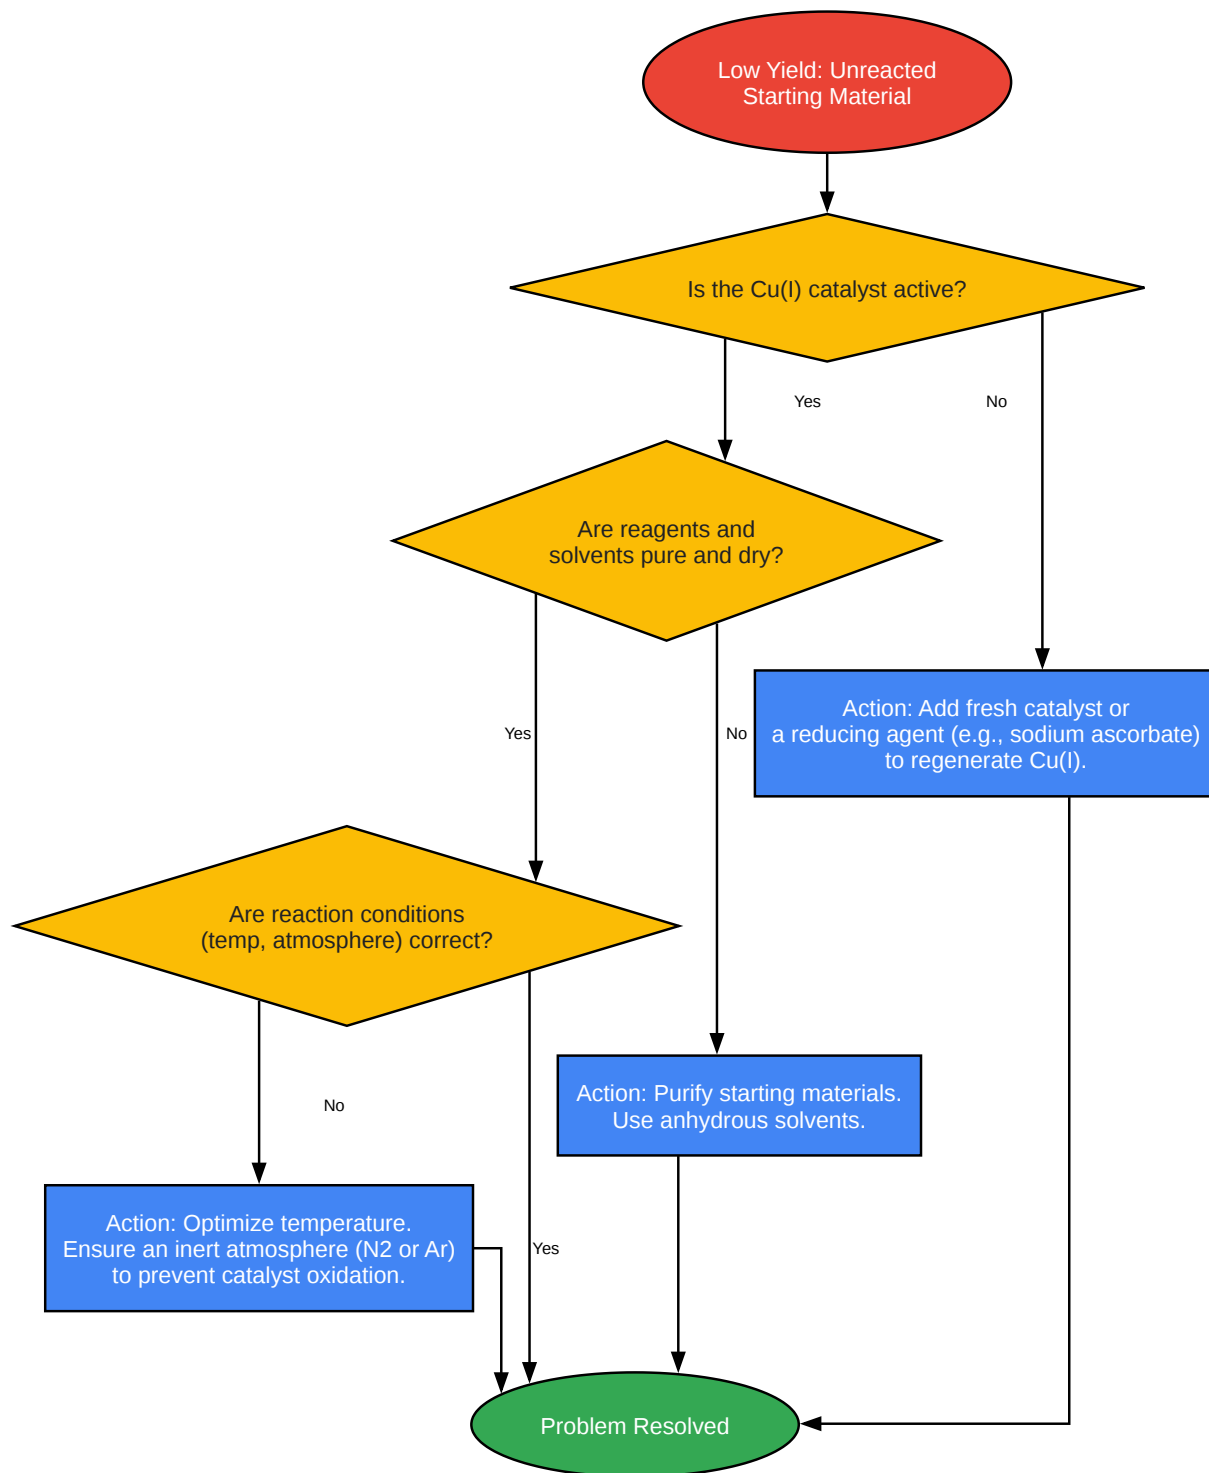 Low Yield: Unreacted
Starting Material
Is the Cu(I) catalyst active?
Yes
No
Are reagents and
solvents pure and dry?
Yes
No
Action: Add fresh catalyst or
a reducing agent (e.g., sodium ascorbate)
to regenerate Cu(I).
Are reaction conditions
(temp, atmosphere) correct?
No
Action: Purify starting materials.
Use anhydrous solvents.
Action: Optimize temperature.
Ensure an inert atmosphere (N2 or Ar)
to prevent catalyst oxidation.
Yes
Problem Resolved